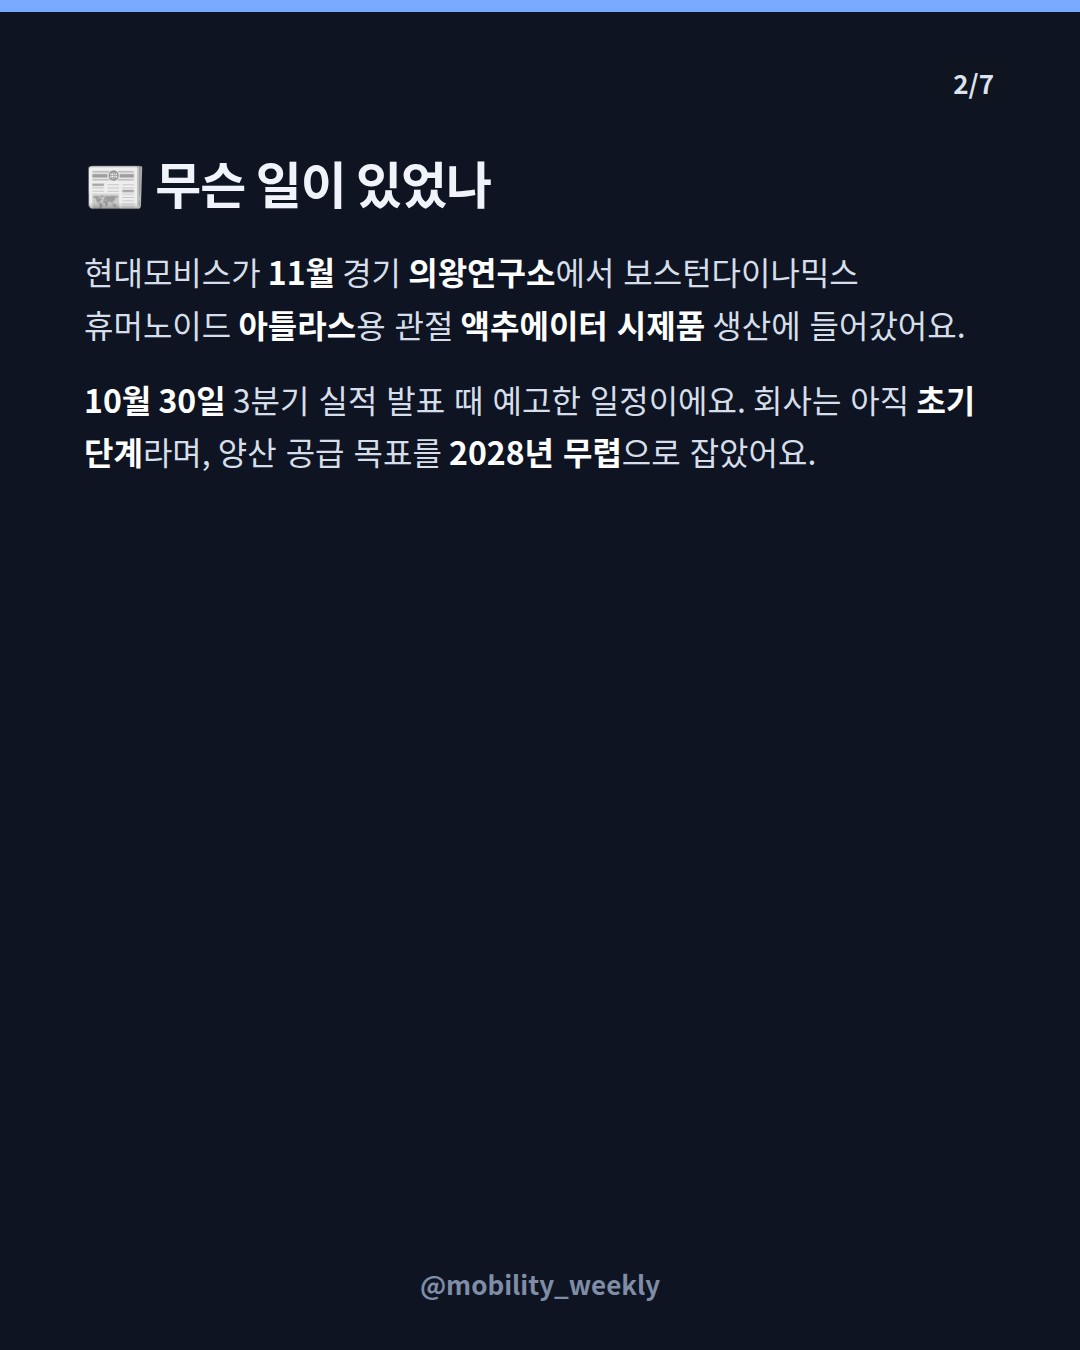 2/7
📰 무슨 일이 있었나
현대모비스가 11월 경기 의왕연구소에서 보스턴다이나믹스
휴머노이드 아틀라스용 관절 액추에이터 시제품 생산에 들어갔어요.
10월 30일 3분기 실적 발표 때 예고한 일정이에요. 회사는 아직 초기
단계라며, 양산 공급 목표를 2028년 무렵으로 잡았어요.
@mobility_weekly